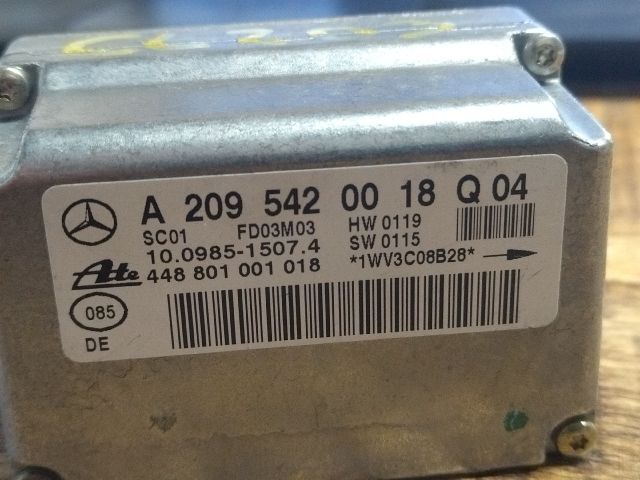 A 209 542 00 18 Q 04
SC01 FD03M03 HW 0119
10.0985-1507.4 SW 0115
Ate 448 801 001 018 *1WV3C08B28*
085
DE